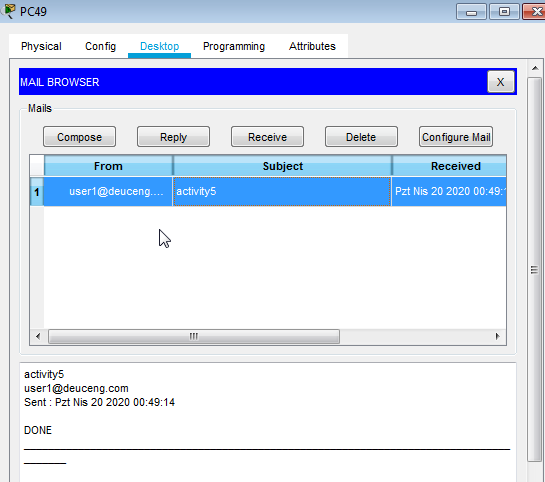 PC49
Physical Config Desktop Programming Attributes
MAIL BROWSER X
Mails
Compose Reply Receive Delete Configure Mail
From Subject Received
1 user1@deuceng.... activity5 Pzt Nis 20 2020 00:49:1
activity5
user1@deuceng.com
Sent : Pzt Nis 20 2020 00:49:14
DONE